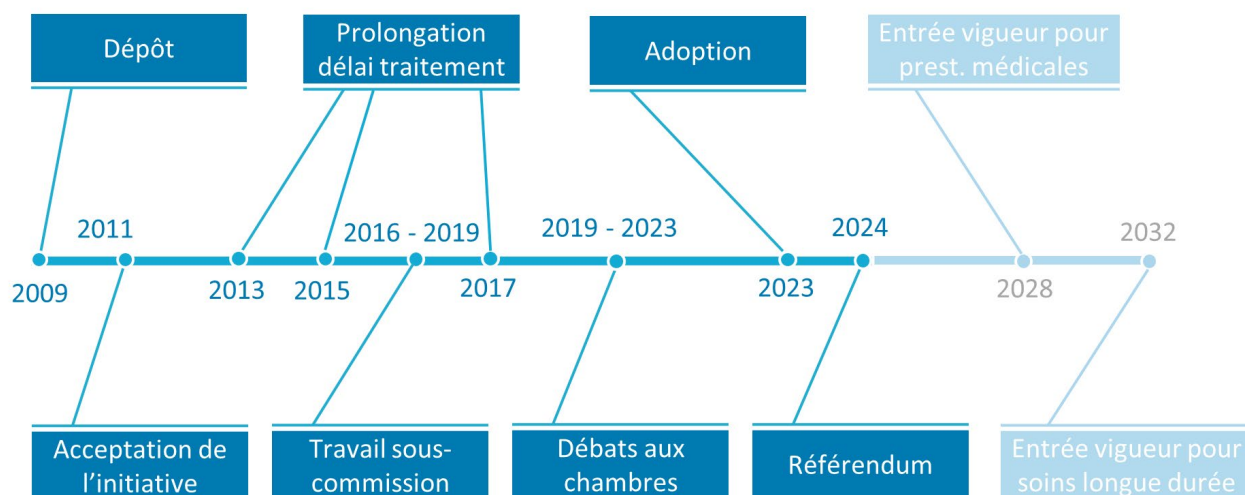 Dépôt
Prolongation
délai traitement
Adoption
Entrée vigueur pour
prest. médicales
2009
2011
2013
2015
2016 - 2019
2017
2019 - 2023
2023
2024
2028
2032
Acceptation de
l'initiative
Travail sous-
commission
Débats aux
chambres
Référendum
Entrée vigueur pour
soins longue durée